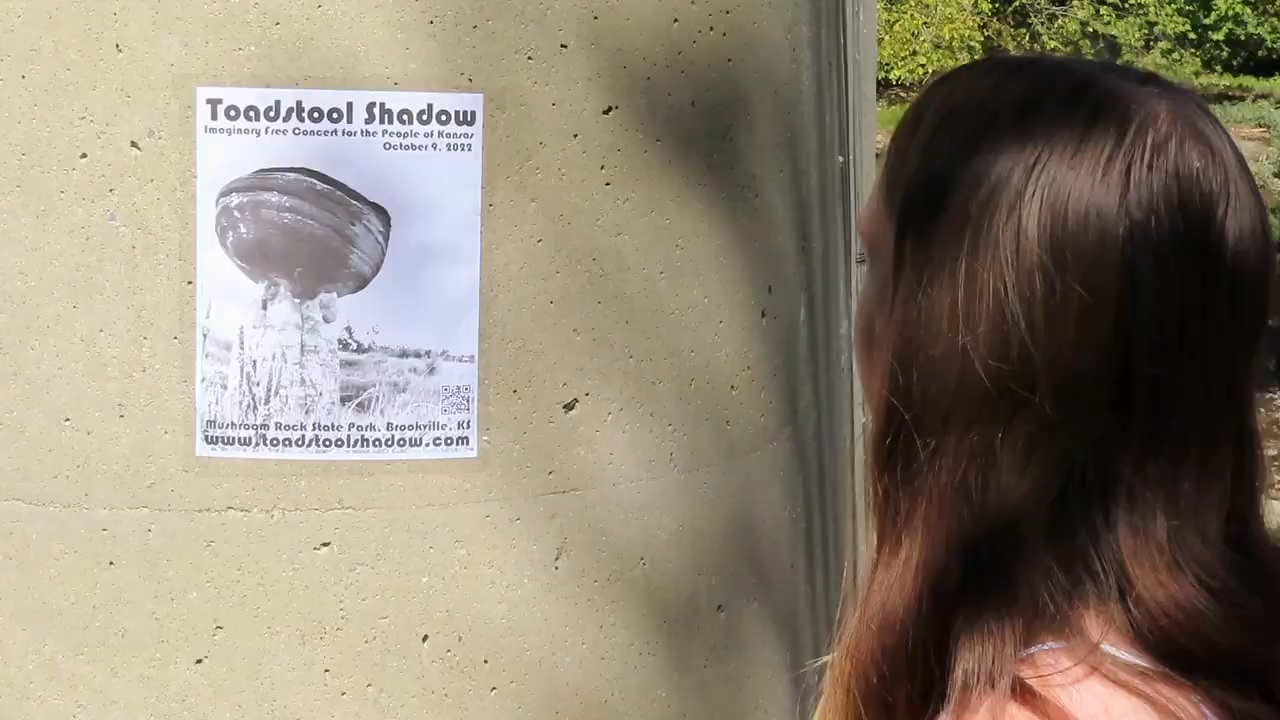 Toadstool Shadow
Imaginary Free Concert for the People of Kansas
October 9, 2022
Mushroom Rock State Park, Brookville, KS
www.toadstoolshadow.com